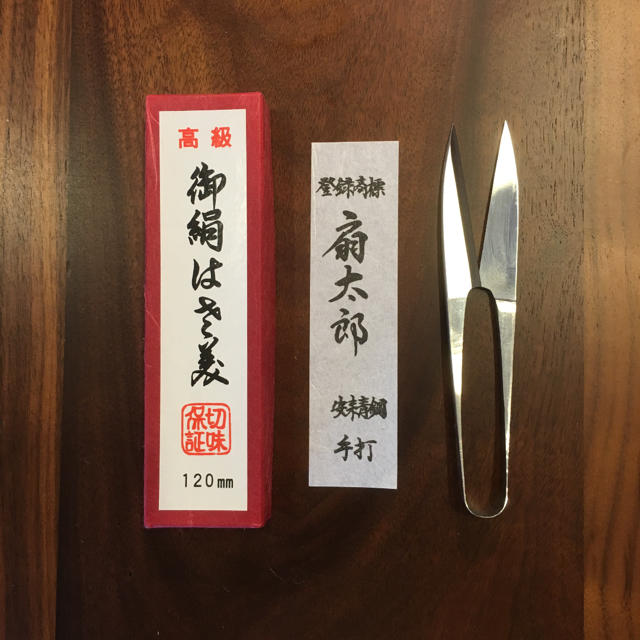 高級
御絹はさ美
切味
保証
120mm
登録商標
扇太郎
安来青鋼
手打